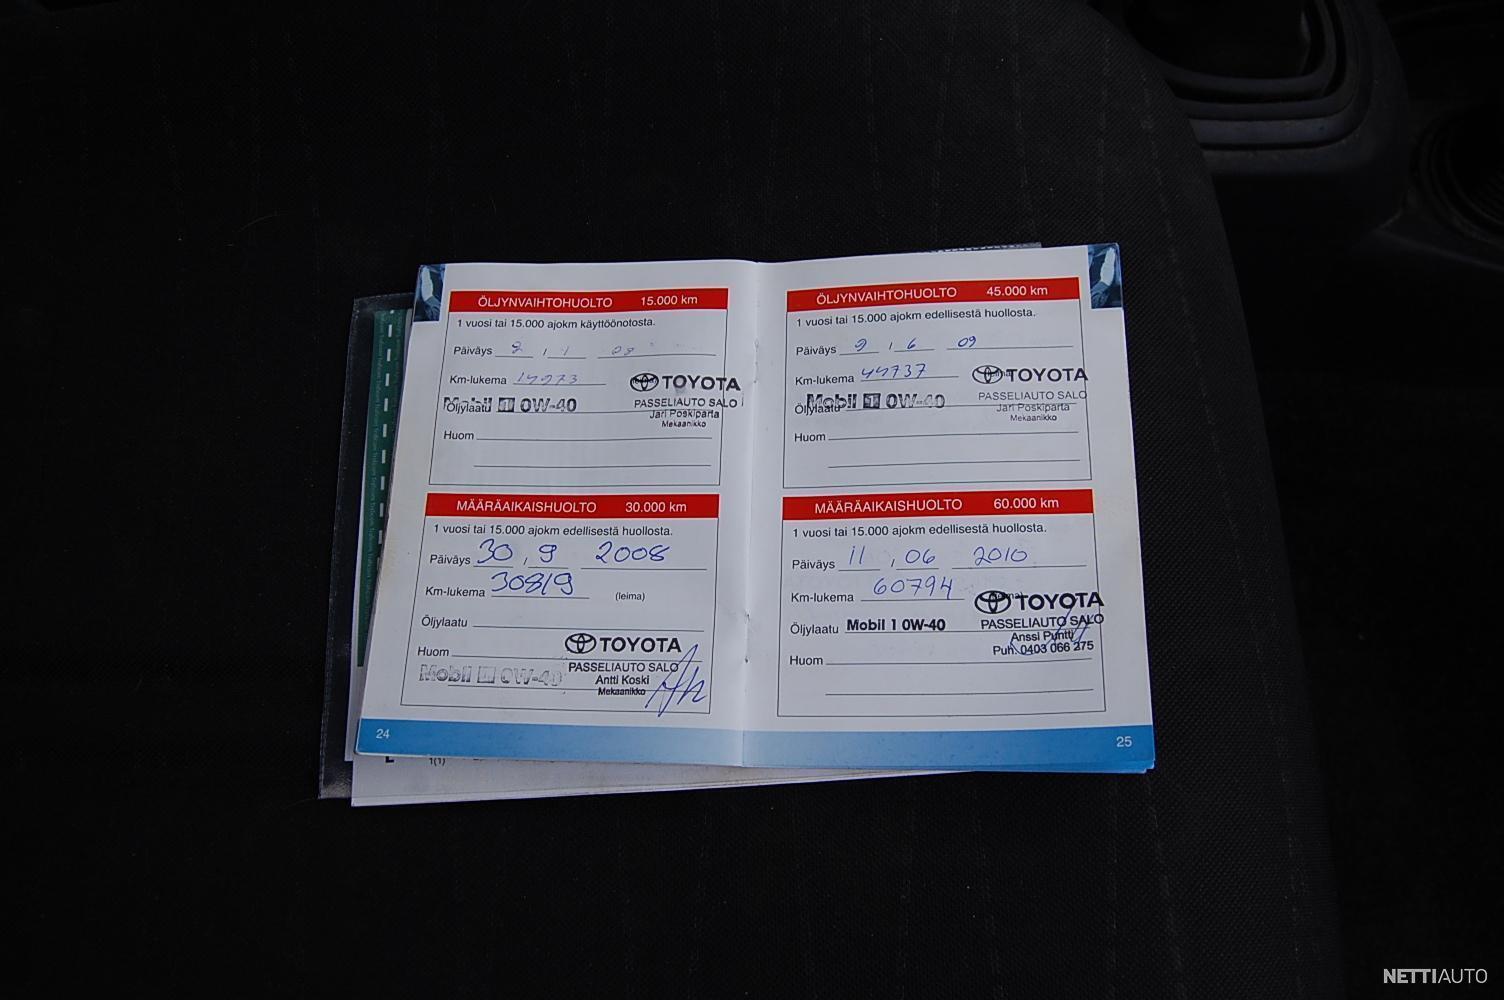 ÖLJYNVAIHTOHUOLTO 15.000 km
1 vuosi tai 15.000 ajokm käyttöönotosta.
Päiväys 2 1 08
Km-lukema
TOYOTA
Öljylaatu Mobil 1 0W-40
PASSELIAUTO SALO
Jari Poskiparta
Mekaanikko
Huom
MÄÄRÄAIKAISHUOLTO 30.000 km
1 vuosi tai 15.000 ajokm edellisestä huollosta.
Päiväys 30 , 9 2008
Km-lukema 30819
(leima)
Öljylaatu
TOYOTA
Huom
Mobil 1 0W-40
PASSELIAUTO SALO
Antti Koski
Mekaanikko
24
ÖLJYNVAIHTOHUOLTO 45.000 km
1 vuosi tai 15.000 ajokm edellisestä huollosta.
Päiväys 9 , 6 09
Km-lukema 44737
TOYOTA
Öljylaatu Mobil 1 0W-40
PASSELIAUTO SALO
Jari Poskiparta
Mekaanikko
Huom
MÄÄRÄAIKAISHUOLTO 60.000 km
1 vuosi tai 15.000 ajokm edellisestä huollosta.
Päiväys 11 , 06 2010
Km-lukema 60794
TOYOTA
Öljylaatu Mobil 1 0W-40
PASSELIAUTO SALO
Anssi Puntti
Puh. 0403 066 275
Huom
25
1(1)
NETTIAUTO